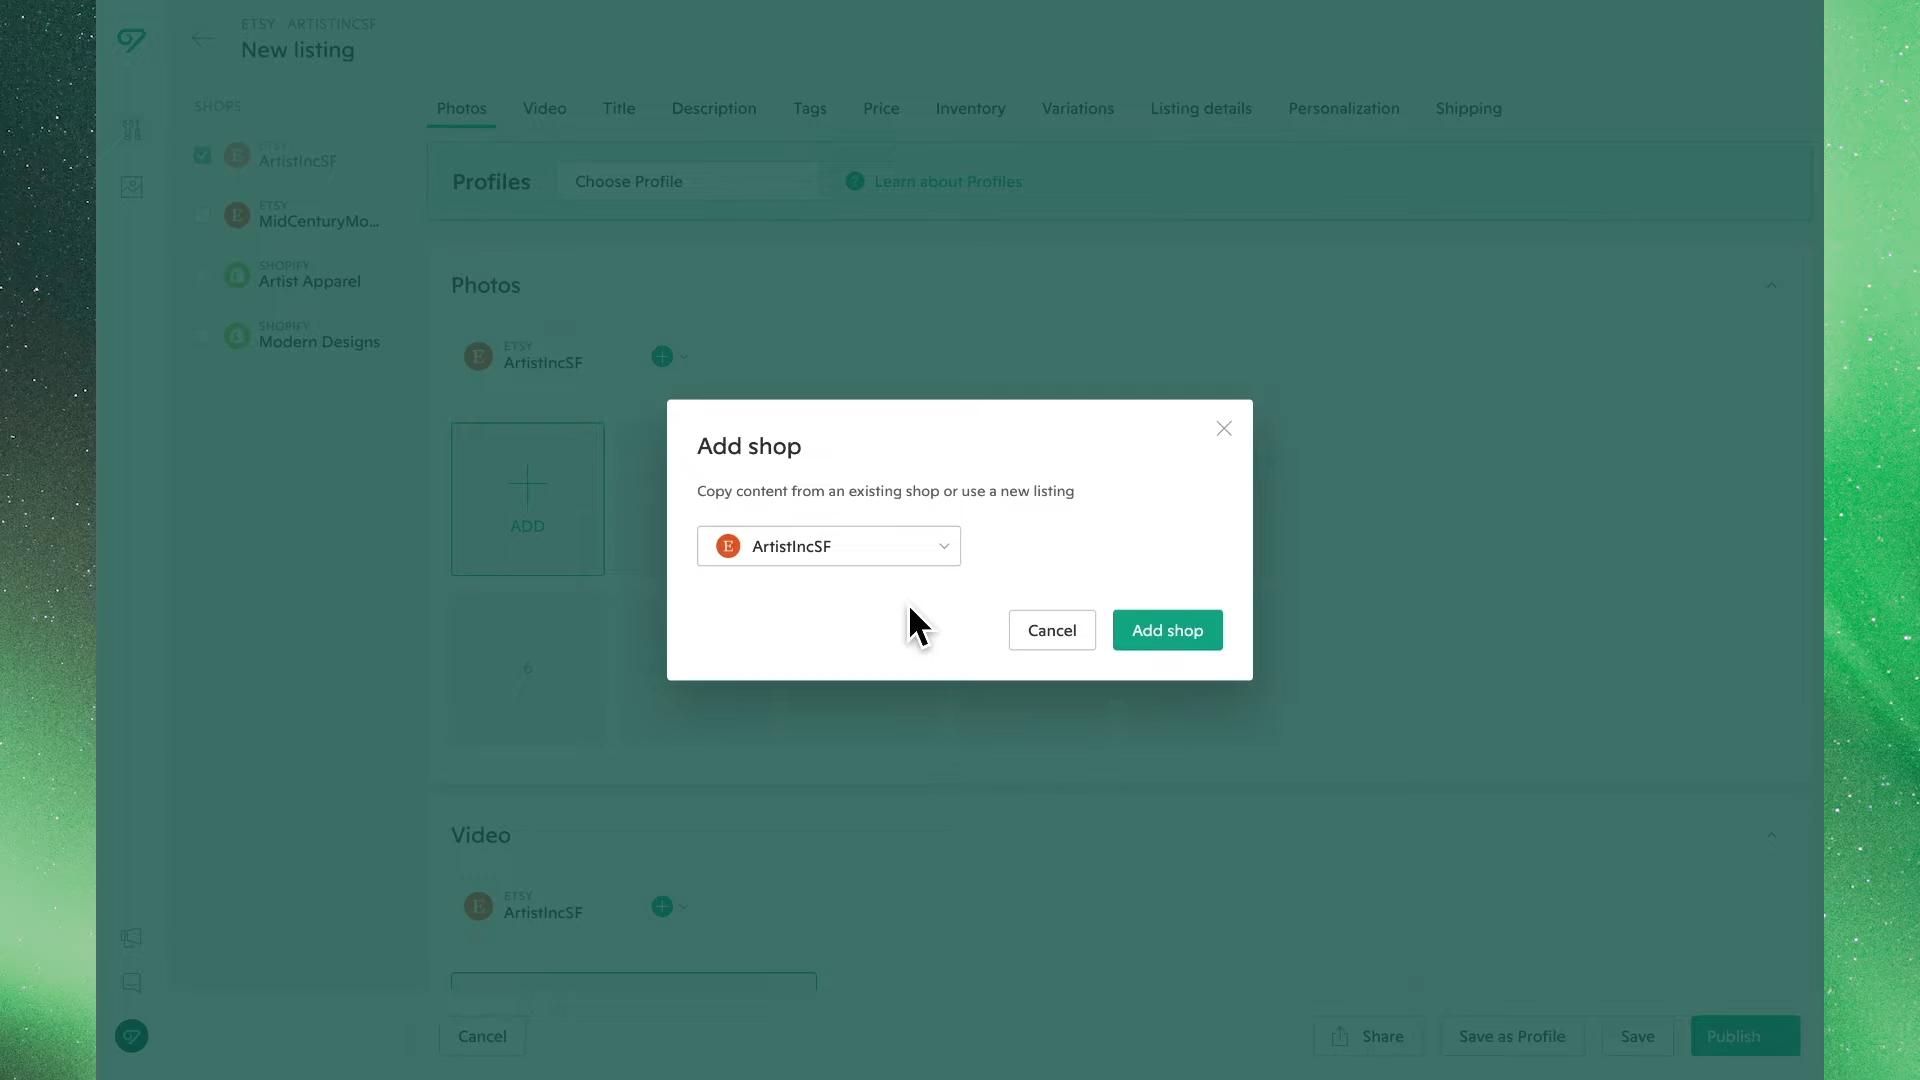 ETSY ARTISTINCSF
New listing
SHOPS
ETSY
ArtistIncSF
ETSY
MidCenturyMo...
SHOPIFY
Artist Apparel
SHOPIFY
Modern Designs
Photos Video Title Description Tags Price Inventory Variations Listing details Personalization Shipping
Profiles Choose Profile ? Learn about Profiles
Photos
E ETSY
ArtistIncSF
ADD
6
Add shop
Copy content from an existing shop or use a new listing
E ArtistIncSF
Cancel Add shop
Video
E ETSY
ArtistIncSF
Cancel Share Save as Profile Save Publish